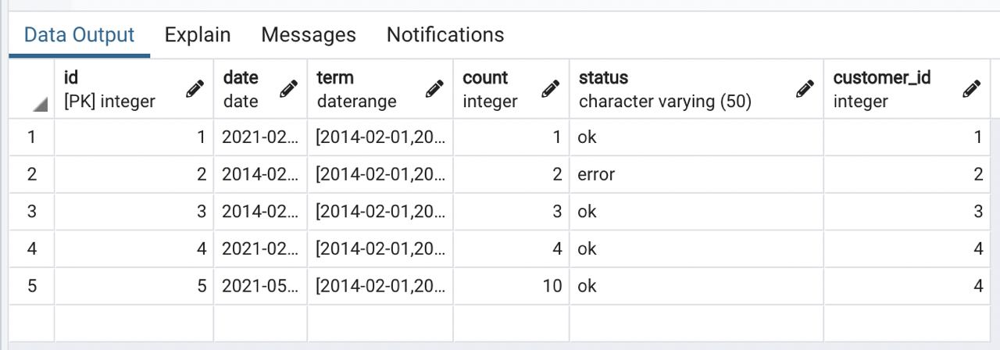 Data Output Explain Messages Notifications
id date term count status customer_id
[PK] integer date daterange integer character varying (50) integer
1 1 2021-02... [2014-02-01,20... 1 ok 1
2 2 2014-02... [2014-02-01,20... 2 error 2
3 3 2014-02... [2014-02-01,20... 3 ok 3
4 4 2021-02... [2014-02-01,20... 4 ok 4
5 5 2021-05... [2014-02-01,20... 10 ok 4